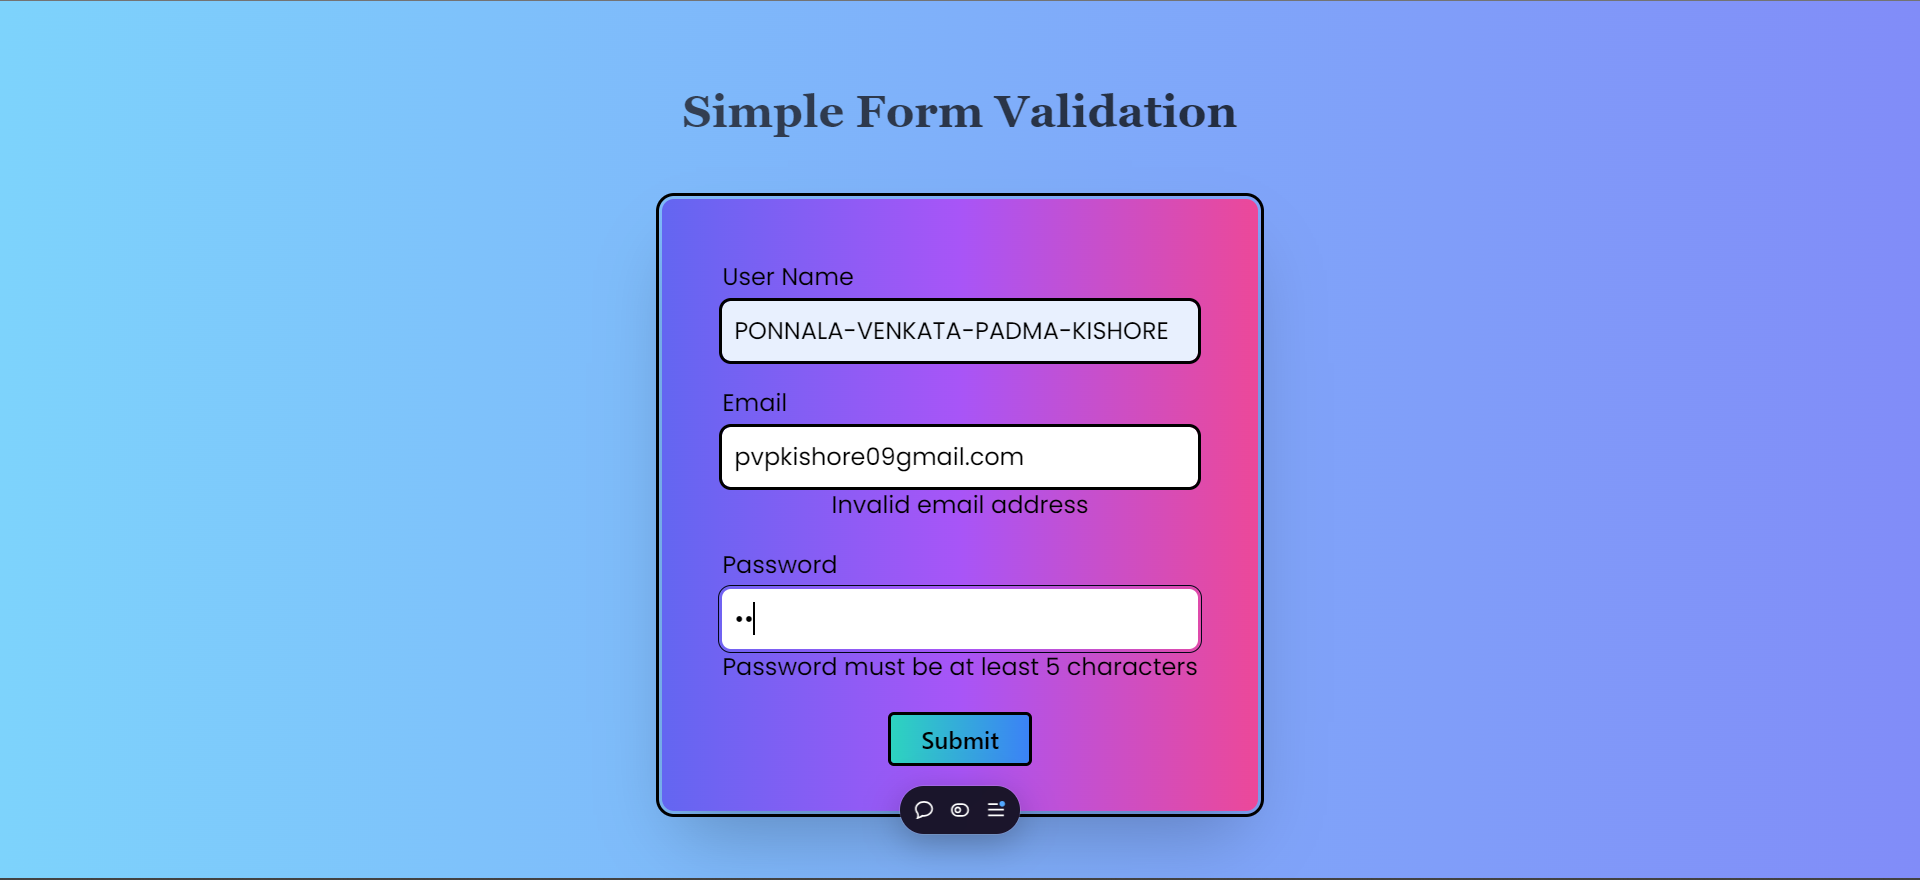 Simple Form Validation
User Name
PONNALA-VENKATA-PADMA-KISHORE
Email
pvpkishore09gmail.com
Invalid email address
Password
••
Password must be at least 5 characters
Submit